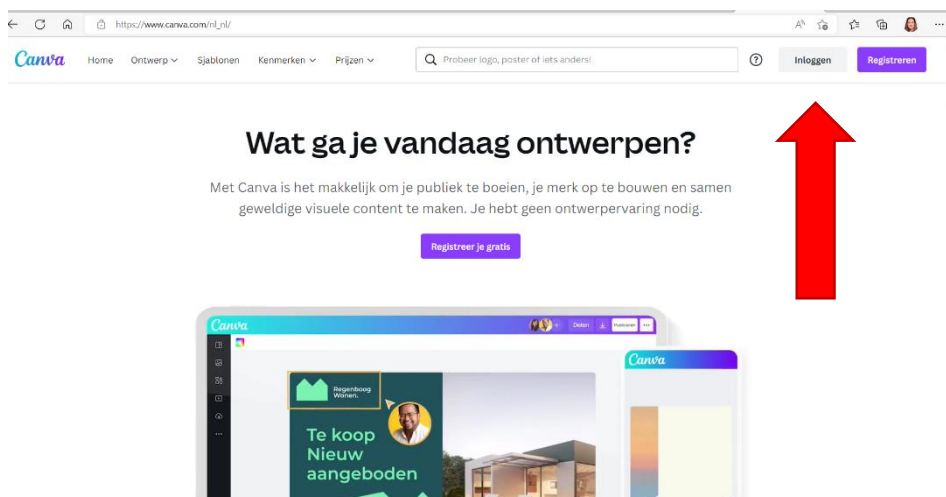 https://www.canva.com/nl_nl/
Canva Home Ontwerp Sjablonen Kenmerken Prijzen Probeer logo, poster of iets anders! Inloggen Registreren
Wat ga je vandaag ontwerpen?
Met Canva is het makkelijk om je publiek te boeien, je merk op te bouwen en samen
geweldige visuele content te maken. Je hebt geen ontwerpervaring nodig.
Registreer je gratis
Canva Delen Publiceren
Canva
Regenboog
Wonen.
Te koop
Nieuw
aangeboden